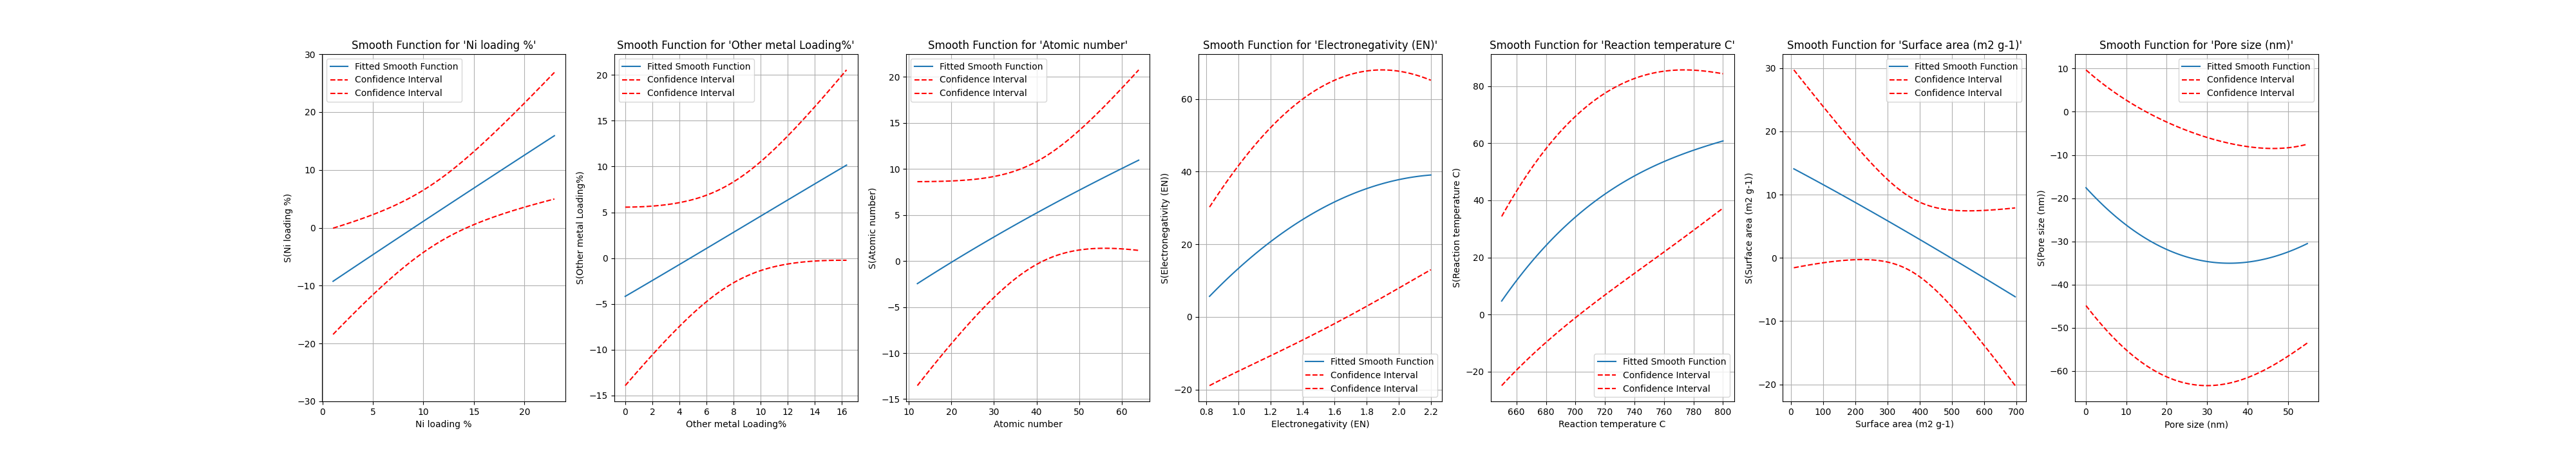 Smooth Function for 'Ni loading %'
Fitted Smooth Function
Confidence Interval
Confidence Interval
30
20
10
0
−10
−20
−30
S(Ni loading %)
0 5 10 15 20
Ni loading %
Smooth Function for 'Other metal Loading%'
Fitted Smooth Function
Confidence Interval
Confidence Interval
20
15
10
5
0
−5
−10
−15
S(Other metal Loading%)
0 2 4 6 8 10 12 14 16
Other metal Loading%
Smooth Function for 'Atomic number'
Fitted Smooth Function
Confidence Interval
Confidence Interval
20
15
10
5
0
−5
−10
−15
S(Atomic number)
10 20 30 40 50 60
Atomic number
Smooth Function for 'Electronegativity (EN)'
60
40
20
0
−20
S(Electronegativity (EN))
Fitted Smooth Function
Confidence Interval
Confidence Interval
0.8 1.0 1.2 1.4 1.6 1.8 2.0 2.2
Electronegativity (EN)
Smooth Function for 'Reaction temperature C'
80
60
40
20
0
−20
S(Reaction temperature C)
Fitted Smooth Function
Confidence Interval
Confidence Interval
660 680 700 720 740 760 780 800
Reaction temperature C
Smooth Function for 'Surface area (m2 g-1)'
Fitted Smooth Function
Confidence Interval
Confidence Interval
30
20
10
0
−10
−20
S(Surface area (m2 g-1))
0 100 200 300 400 500 600 700
Surface area (m2 g-1)
Smooth Function for 'Pore size (nm)'
Fitted Smooth Function
Confidence Interval
Confidence Interval
10
0
−10
−20
−30
−40
−50
−60
S(Pore size (nm))
0 10 20 30 40 50
Pore size (nm)